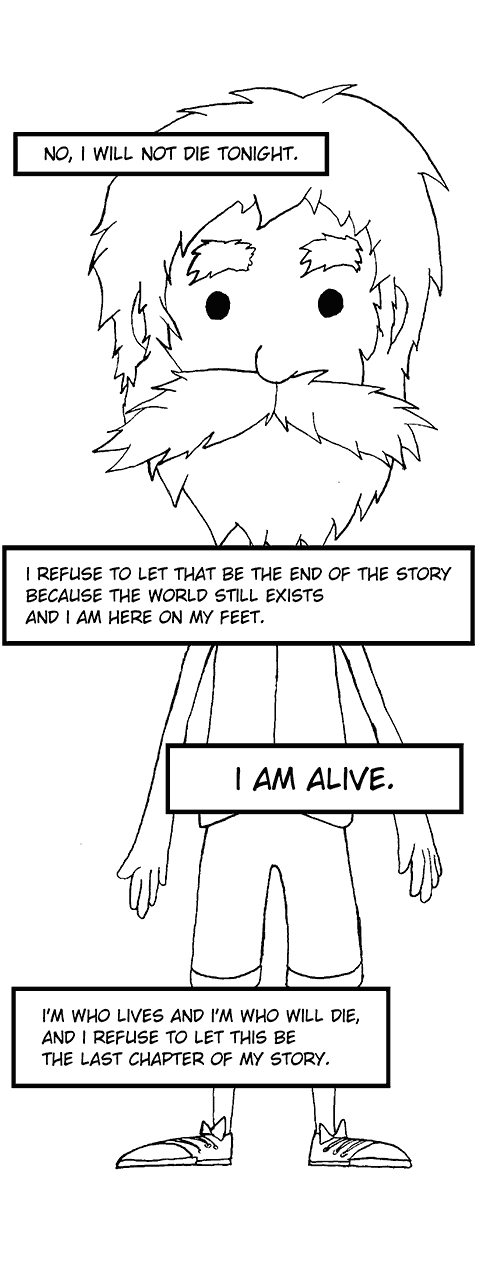 NO, I WILL NOT DIE TONIGHT.
I REFUSE TO LET THAT BE THE END OF THE STORY
BECAUSE THE WORLD STILL EXISTS
AND I AM HERE ON MY FEET.
I AM ALIVE.
I'M WHO LIVES AND I'M WHO WILL DIE,
AND I REFUSE TO LET THIS BE
THE LAST CHAPTER OF MY STORY.